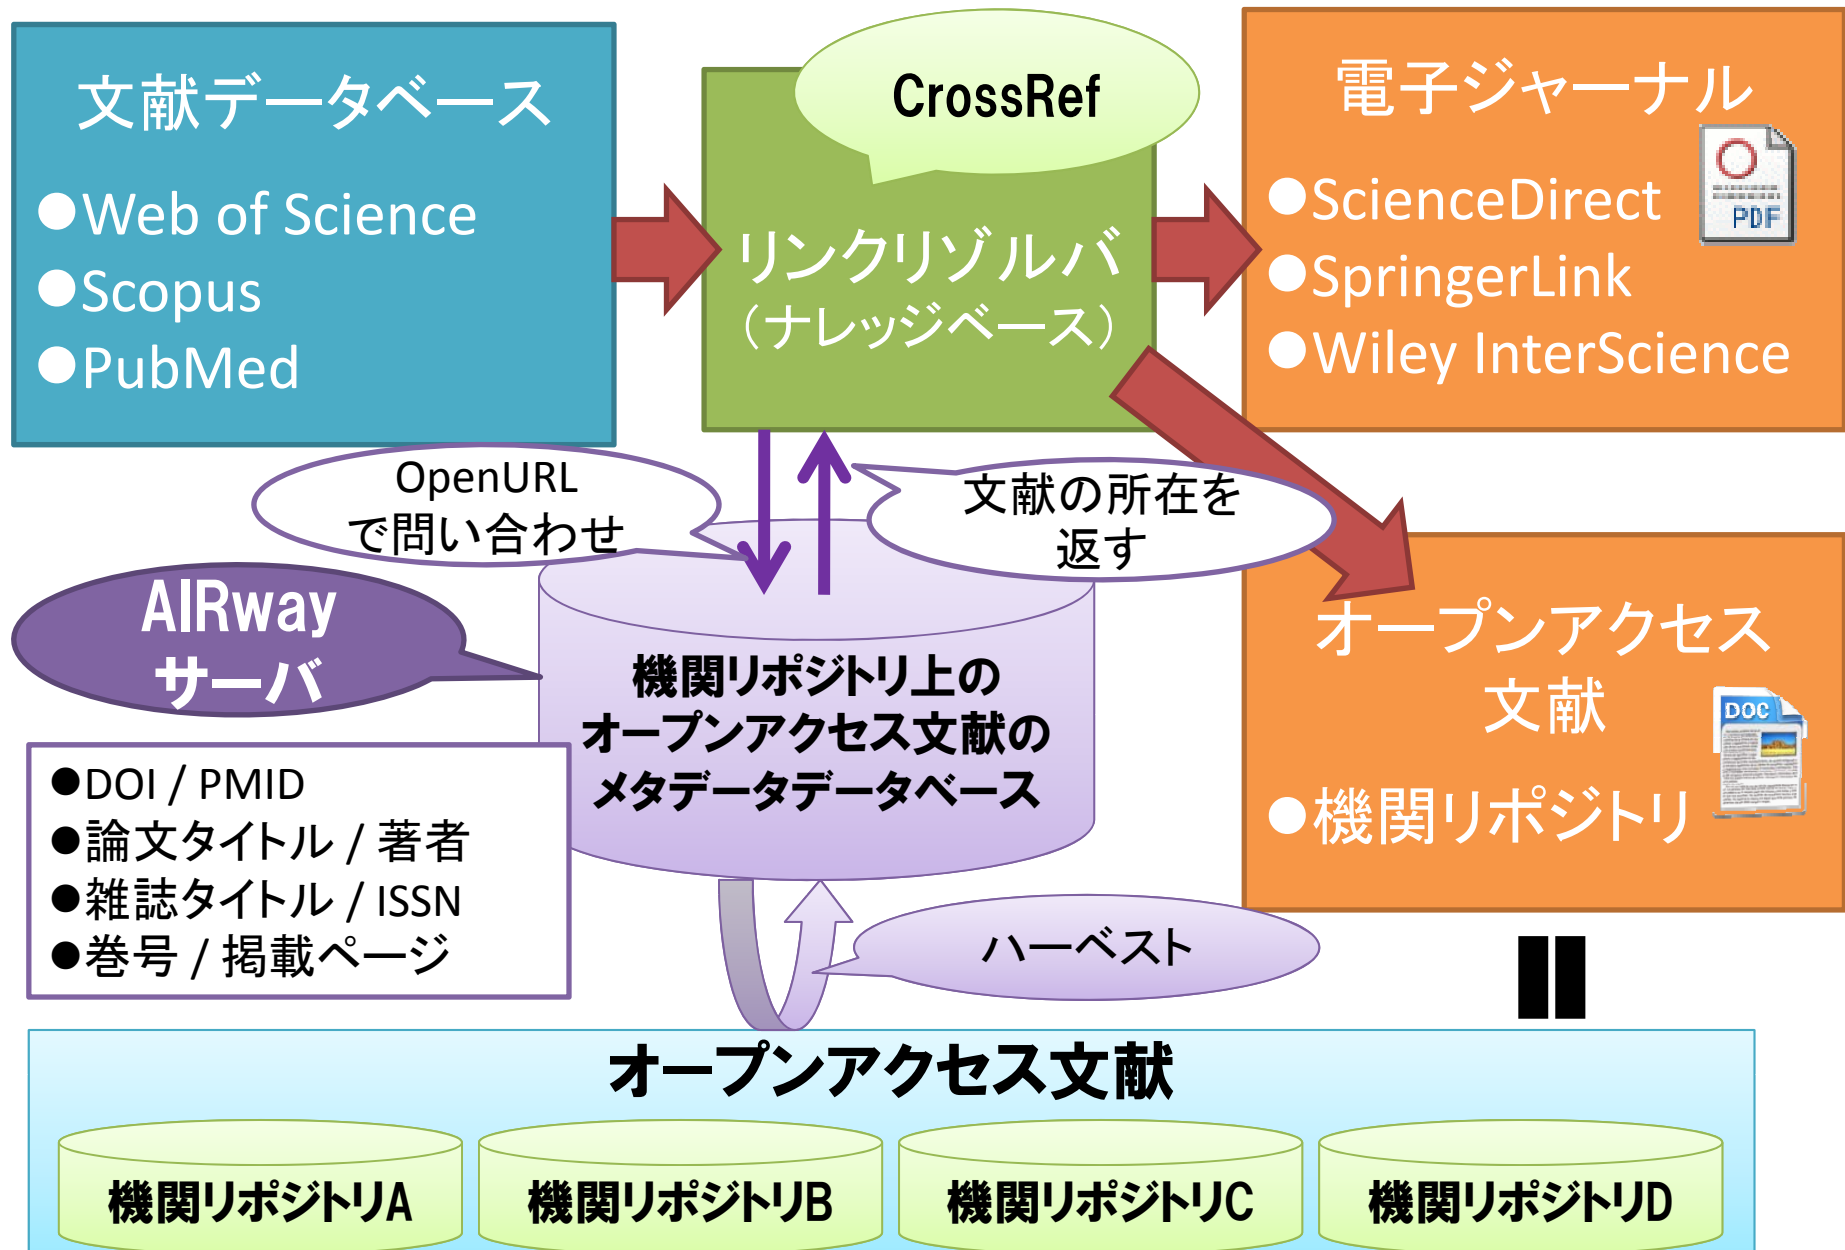 文献データベース
●Web of Science
●Scopus
●PubMed
CrossRef
リンクリゾルバ
（ナレッジベース）
電子ジャーナル
●ScienceDirect
●SpringerLink
●Wiley InterScience
PDF
OpenURL
で問い合わせ
文献の所在を
返す
AIRway
サーバ
機関リポジトリ上の
オープンアクセス文献の
メタデータデータベース
●DOI / PMID
●論文タイトル / 著者
●雑誌タイトル / ISSN
●巻号 / 掲載ページ
オープンアクセス
文献
DOC
●機関リポジトリ
ハーベスト
オープンアクセス文献
機関リポジトリA
機関リポジトリB
機関リポジトリC
機関リポジトリD